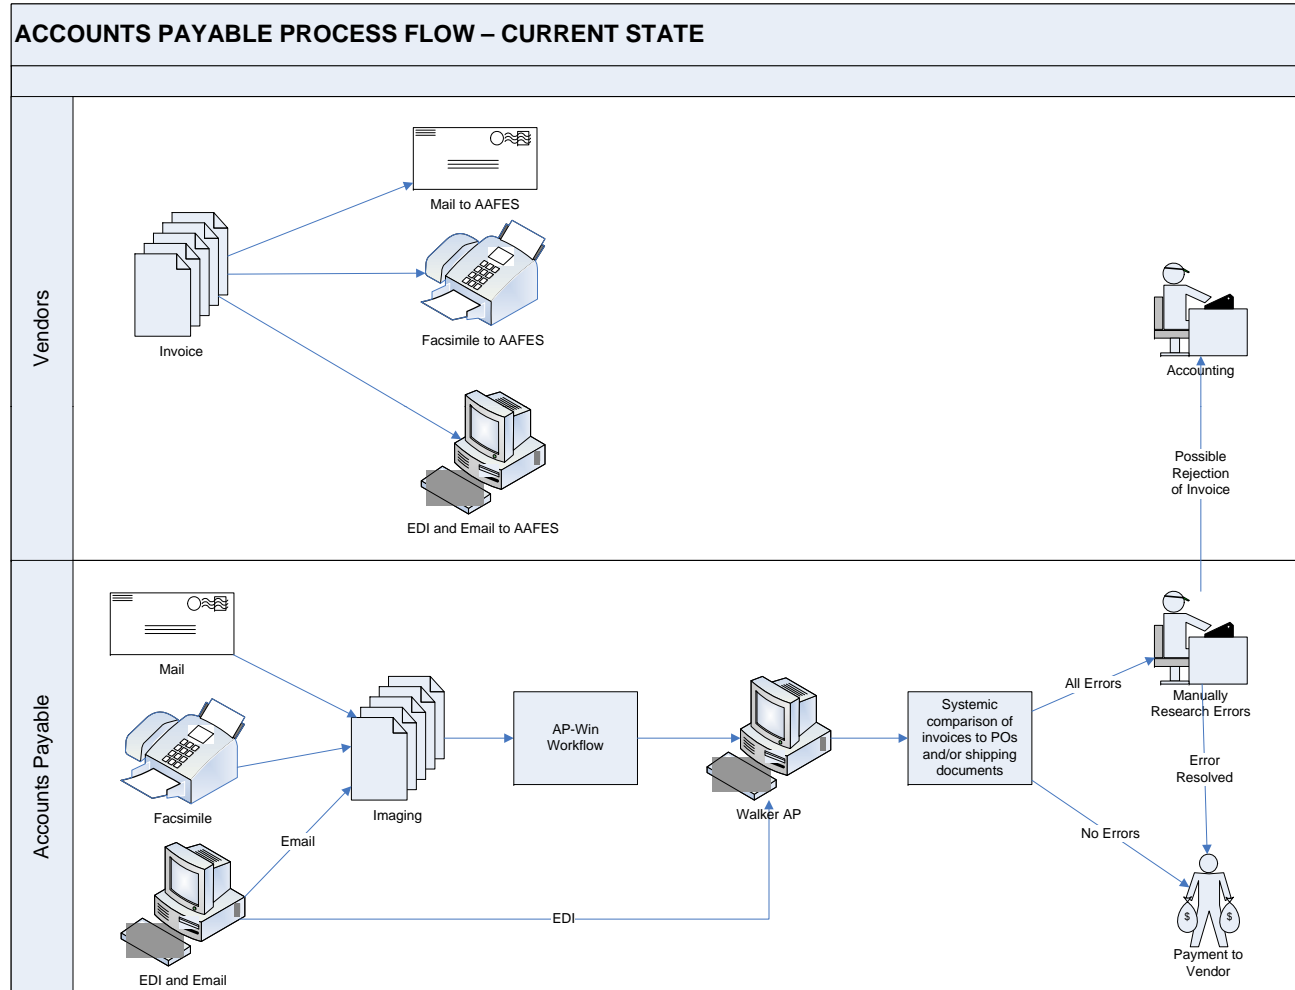 ACCOUNTS PAYABLE PROCESS FLOW – CURRENT STATE
Vendors
Mail to AAFES
Invoice
Facsimile to AAFES
EDI and Email to AAFES
Accounting
Possible
Rejection
of Invoice
Accounts Payable
Mail
Facsimile
EDI and Email
Email
EDI
Imaging
AP-Win
Workflow
Walker AP
Systemic
comparison of
invoices to POs
and/or shipping
documents
All Errors
No Errors
Manually
Research Errors
Error
Resolved
$
$
Payment to
Vendor